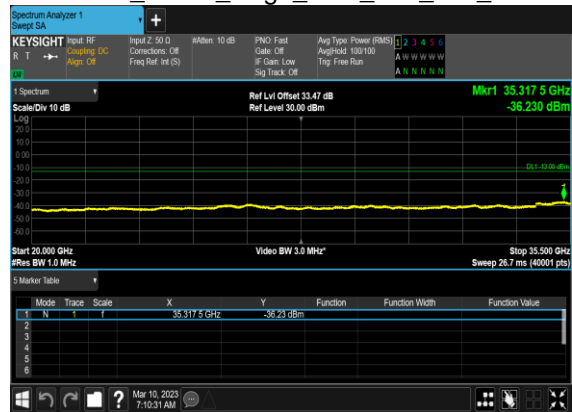 Spectrum Analyzer 1
Swept SA
+
KEYSIGHT Input: RF Input Z: 50 Ω #Atten: 10 dB PNO: Fast Avg Type: Power (RMS) 1 2 3 4 5 6
R T Coupling: DC Corrections: Off Gate: Off Avg|Hold: 100/100 A W W W W W
Align: Off Freq Ref: Int (S) IF Gain: Low Trig: Free Run
Sig Track: Off A N N N N N
1 Spectrum
Ref Lvl Offset 33.47 dB Mkr1 35.317 5 GHz
Scale/Div 10 dB Ref Level 30.00 dBm -36.230 dBm
Log
20.0
10.0
0.00
-10.0 DL1 -13.00 dBm
-20.0
-30.0
-40.0
-50.0
-60.0
1
Start 20.000 GHz Video BW 3.0 MHz* Stop 35.500 GHz
#Res BW 1.0 MHz Sweep 26.7 ms (40001 pts)
5 Marker Table
Mode Trace Scale X Y Function Function Width Function Value
1 N 1 f 35.317 5 GHz -36.23 dBm
2
3
4
5
6
? Mar 10, 2023
7:10:31 AM